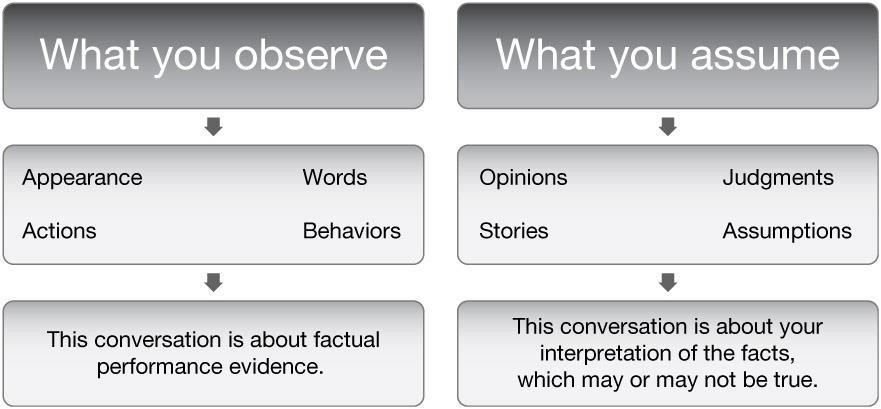 What you observe
What you assume
Appearance Words
Actions Behaviors
Opinions Judgments
Stories Assumptions
This conversation is about factual
performance evidence.
This conversation is about your
interpretation of the facts,
which may or may not be true.